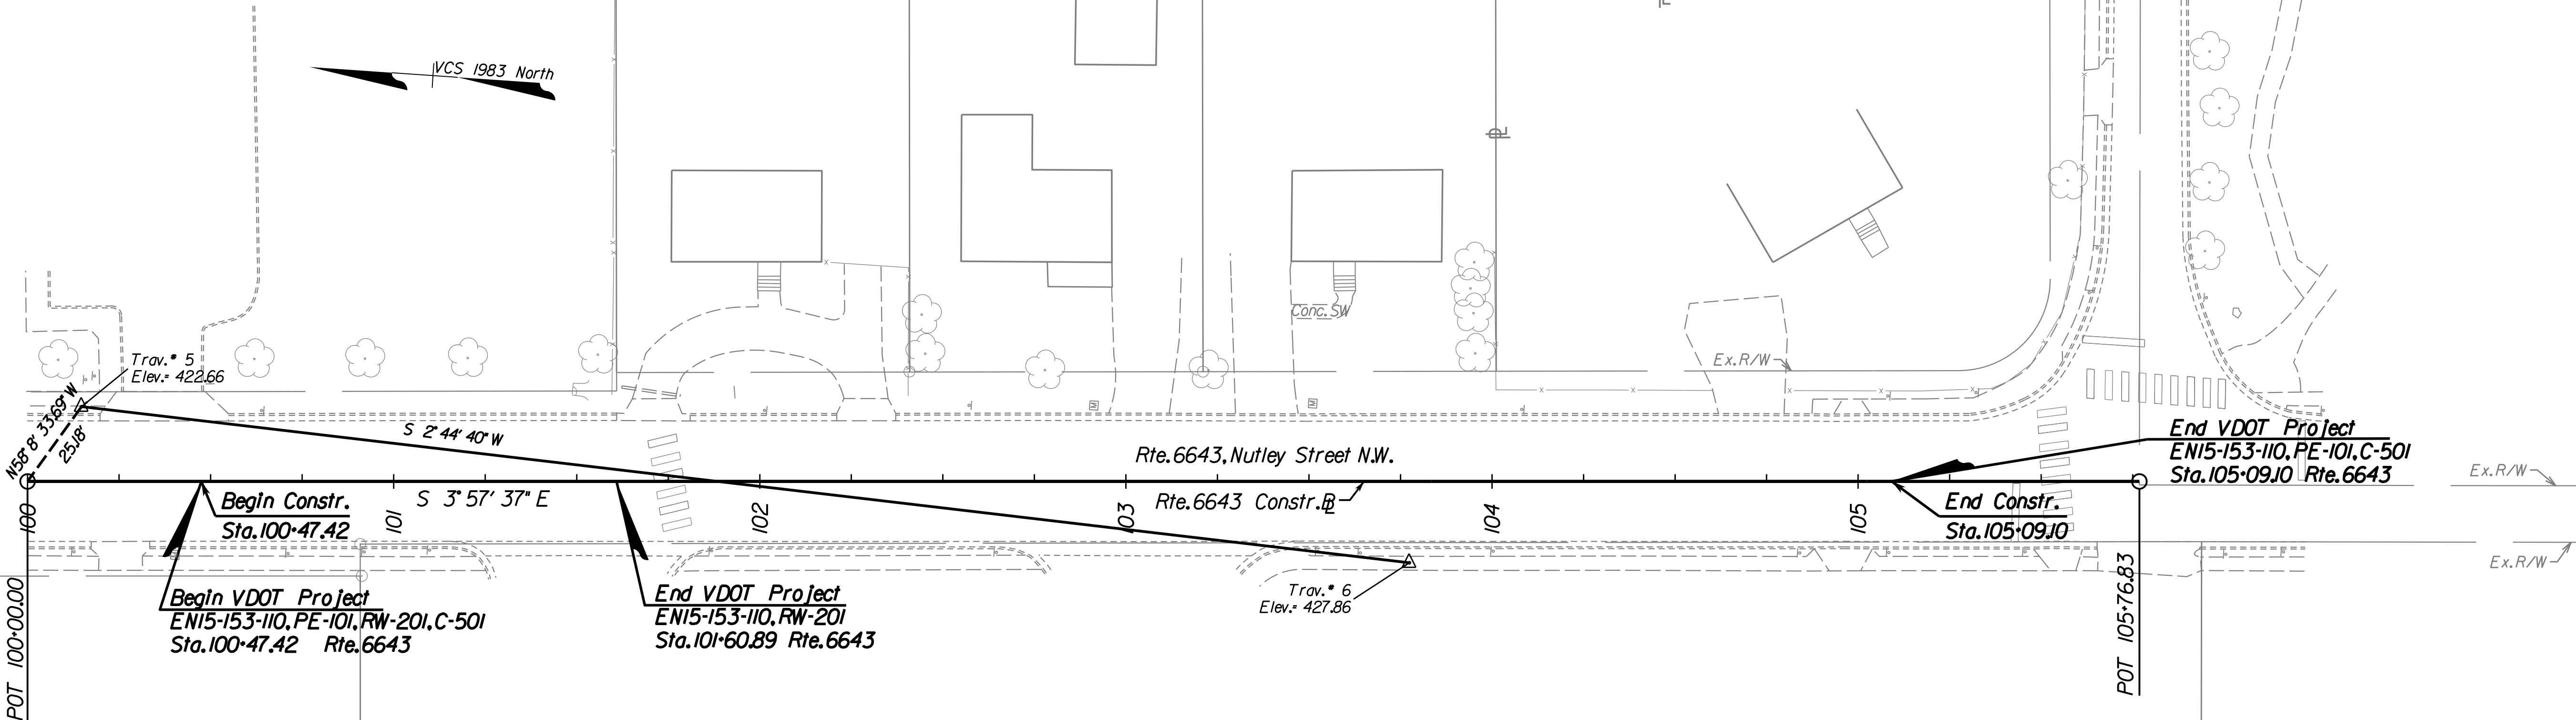 VCS 1983 North
Trav.# 5
Elev.= 422.66
N58° 8' 33.69" W
25.18'
S 2° 44' 40" W
Conc. SW
Ex. R/W
Rte. 6643, Nutley Street N.W.
End VDOT Project
EN15-153-110, PE-101, C-501
Sta. 105+09.10 Rte. 6643
Ex. R/W
Begin Constr.
Sta. 100+47.42
S 3° 57' 37" E
Rte. 6643 Constr. BL
End Constr.
Sta. 105+09.10
100
101
102
103
104
105
Ex. R/W
Begin VDOT Project
EN15-153-110, PE-101, RW-201, C-501
Sta. 100+47.42 Rte. 6643
End VDOT Project
EN15-153-110, RW-201
Sta. 101+60.89 Rte. 6643
Trav.# 6
Elev.= 427.86
POT 100+00.00
POT 105+76.83
PL
M
M